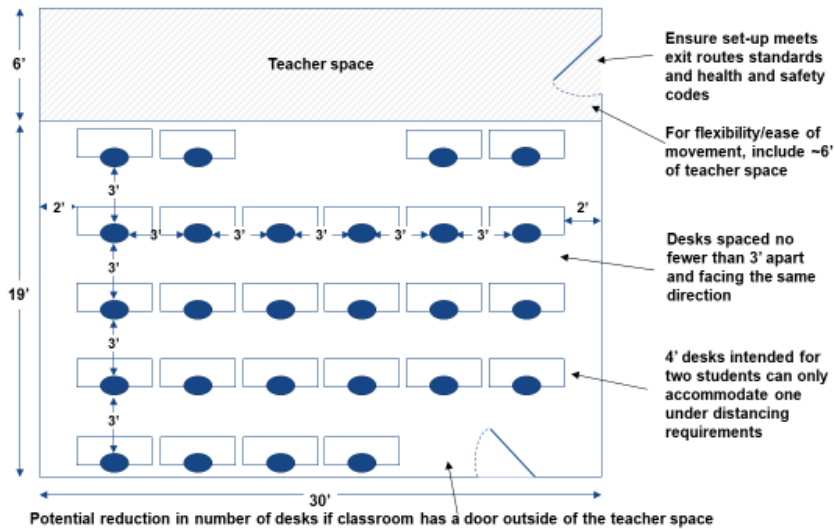 Ensure set-up meets
exit routes standards
and health and safety
codes
6’
Teacher space
For flexibility/ease of
movement, include ~6’
of teacher space
3’
2’
2’
3’
3’
3’
3’
3’
Desks spaced no
fewer than 3’ apart
and facing the same
direction
3’
19’
3’
4’ desks intended for
two students can only
accommodate one
under distancing
requirements
3’
30’
Potential reduction in number of desks if classroom has a door outside of the teacher space